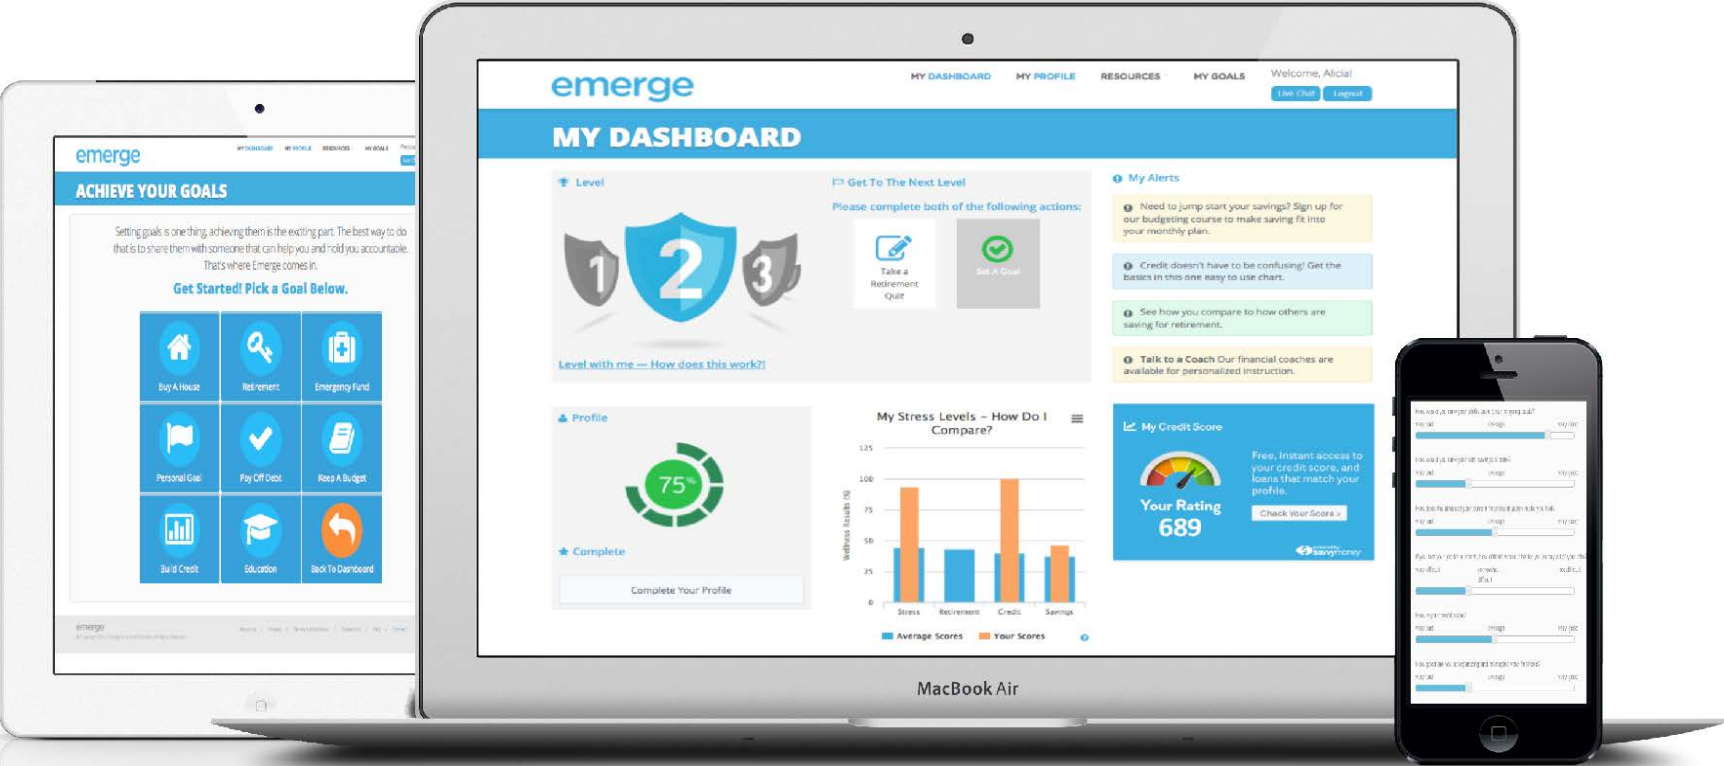 emerge
MY DASHBOARD
MY PROFILE
RESOURCES
MY GOALS
ACHIEVE YOUR GOALS
Setting goals is one thing, achieving them is the exciting part. The best way to do
that is to share them with someone that can help you and hold you accountable.
That's where Emerge comes in.
Get Started! Pick a Goal Below.
Buy A House
Retirement
Emergency Fund
Personal Goal
Pay Off Debt
Keep A Budget
Build Credit
Education
Back To Dashboard
emerge
emerge
MY DASHBOARD
MY PROFILE
RESOURCES
MY GOALS
Welcome, Alicia!
Live Chat
Logout
MY DASHBOARD
Level
1
2
3
Level with me — How does this work?!
Get To The Next Level
Please complete both of the following actions:
Take a
Retirement
Quiz
Set A Goal
My Alerts
Need to jump start your savings? Sign up for
our budgeting course to make saving fit into
your monthly plan.
Credit doesn't have to be confusing! Get the
basics in this one easy to use chart.
See how you compare to how others are
saving for retirement.
Talk to a Coach Our financial coaches are
available for personalized instruction.
Profile
75%
Complete
Complete Your Profile
My Stress Levels – How Do I
Compare?
Wellness Results (%)
125
100
75
50
25
0
Stress
Retirement
Credit
Savings
Average Scores
Your Scores
My Credit Score
Free, instant access to
your credit score, and
loans that match your
profile.
Your Rating
689
Check Your Score »
savvymoney
MacBook Air